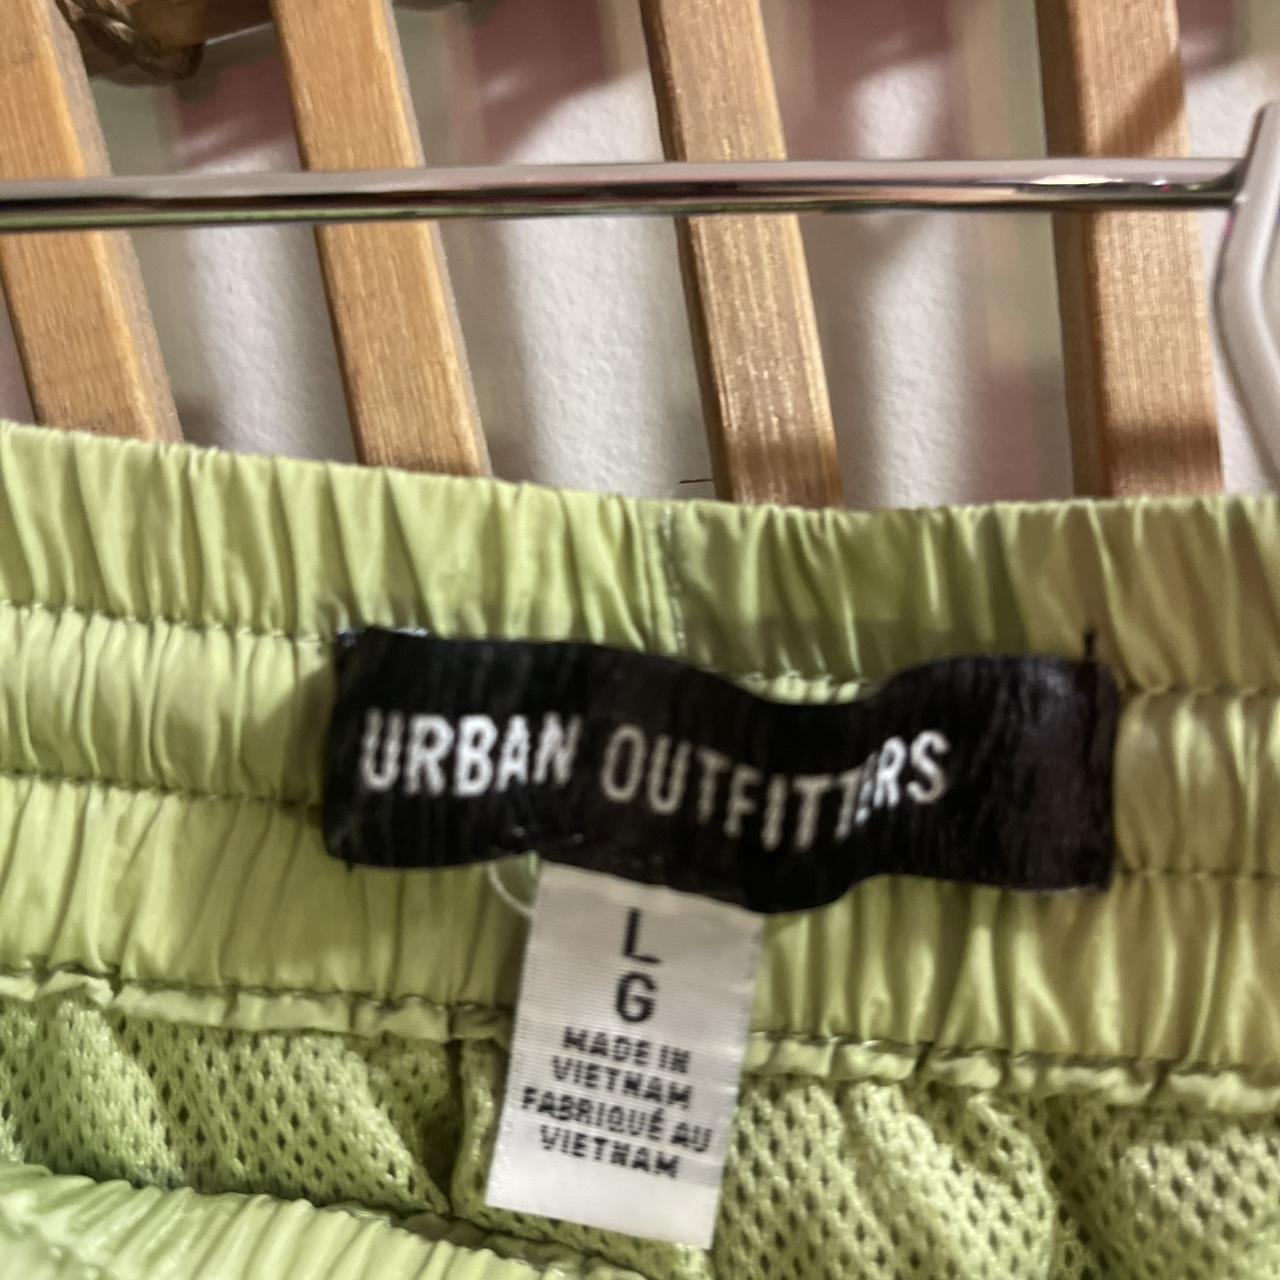 URBAN OUTFITTERS
L
G
MADE IN
VIETNAM
FABRIQUÉ AU
VIETNAM